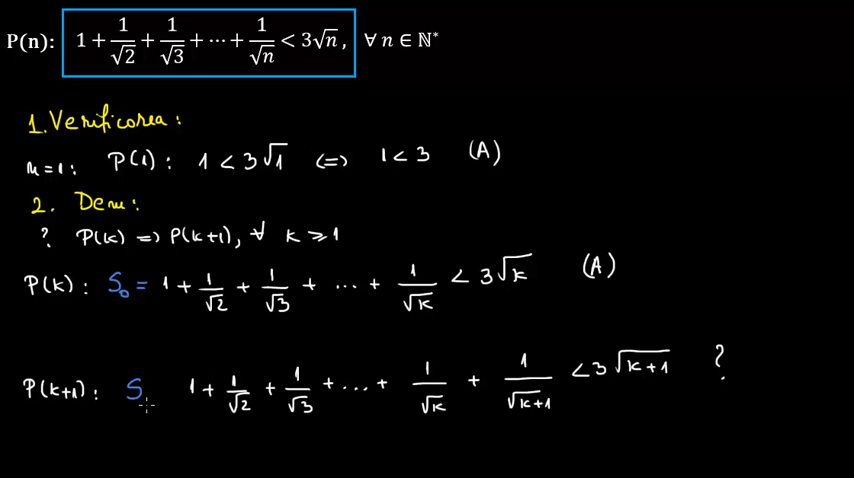 P(n): 1 + 1/√2 + 1/√3 + ⋯ + 1/√n < 3√n, ∀ n ∈ ℕ*
1. Verificarea:
n=1: P(1): 1 < 3√1 <=> 1 < 3 (A)
2. Dem:
? P(k) => P(k+1), ∀ k ≥ 1
P(k): S₀ = 1 + 1/√2 + 1/√3 + ... + 1/√k < 3√k (A)
P(k+1): S 1 + 1/√2 + 1/√3 + ... + 1/√k + 1/√k+1 < 3√k+1 ?